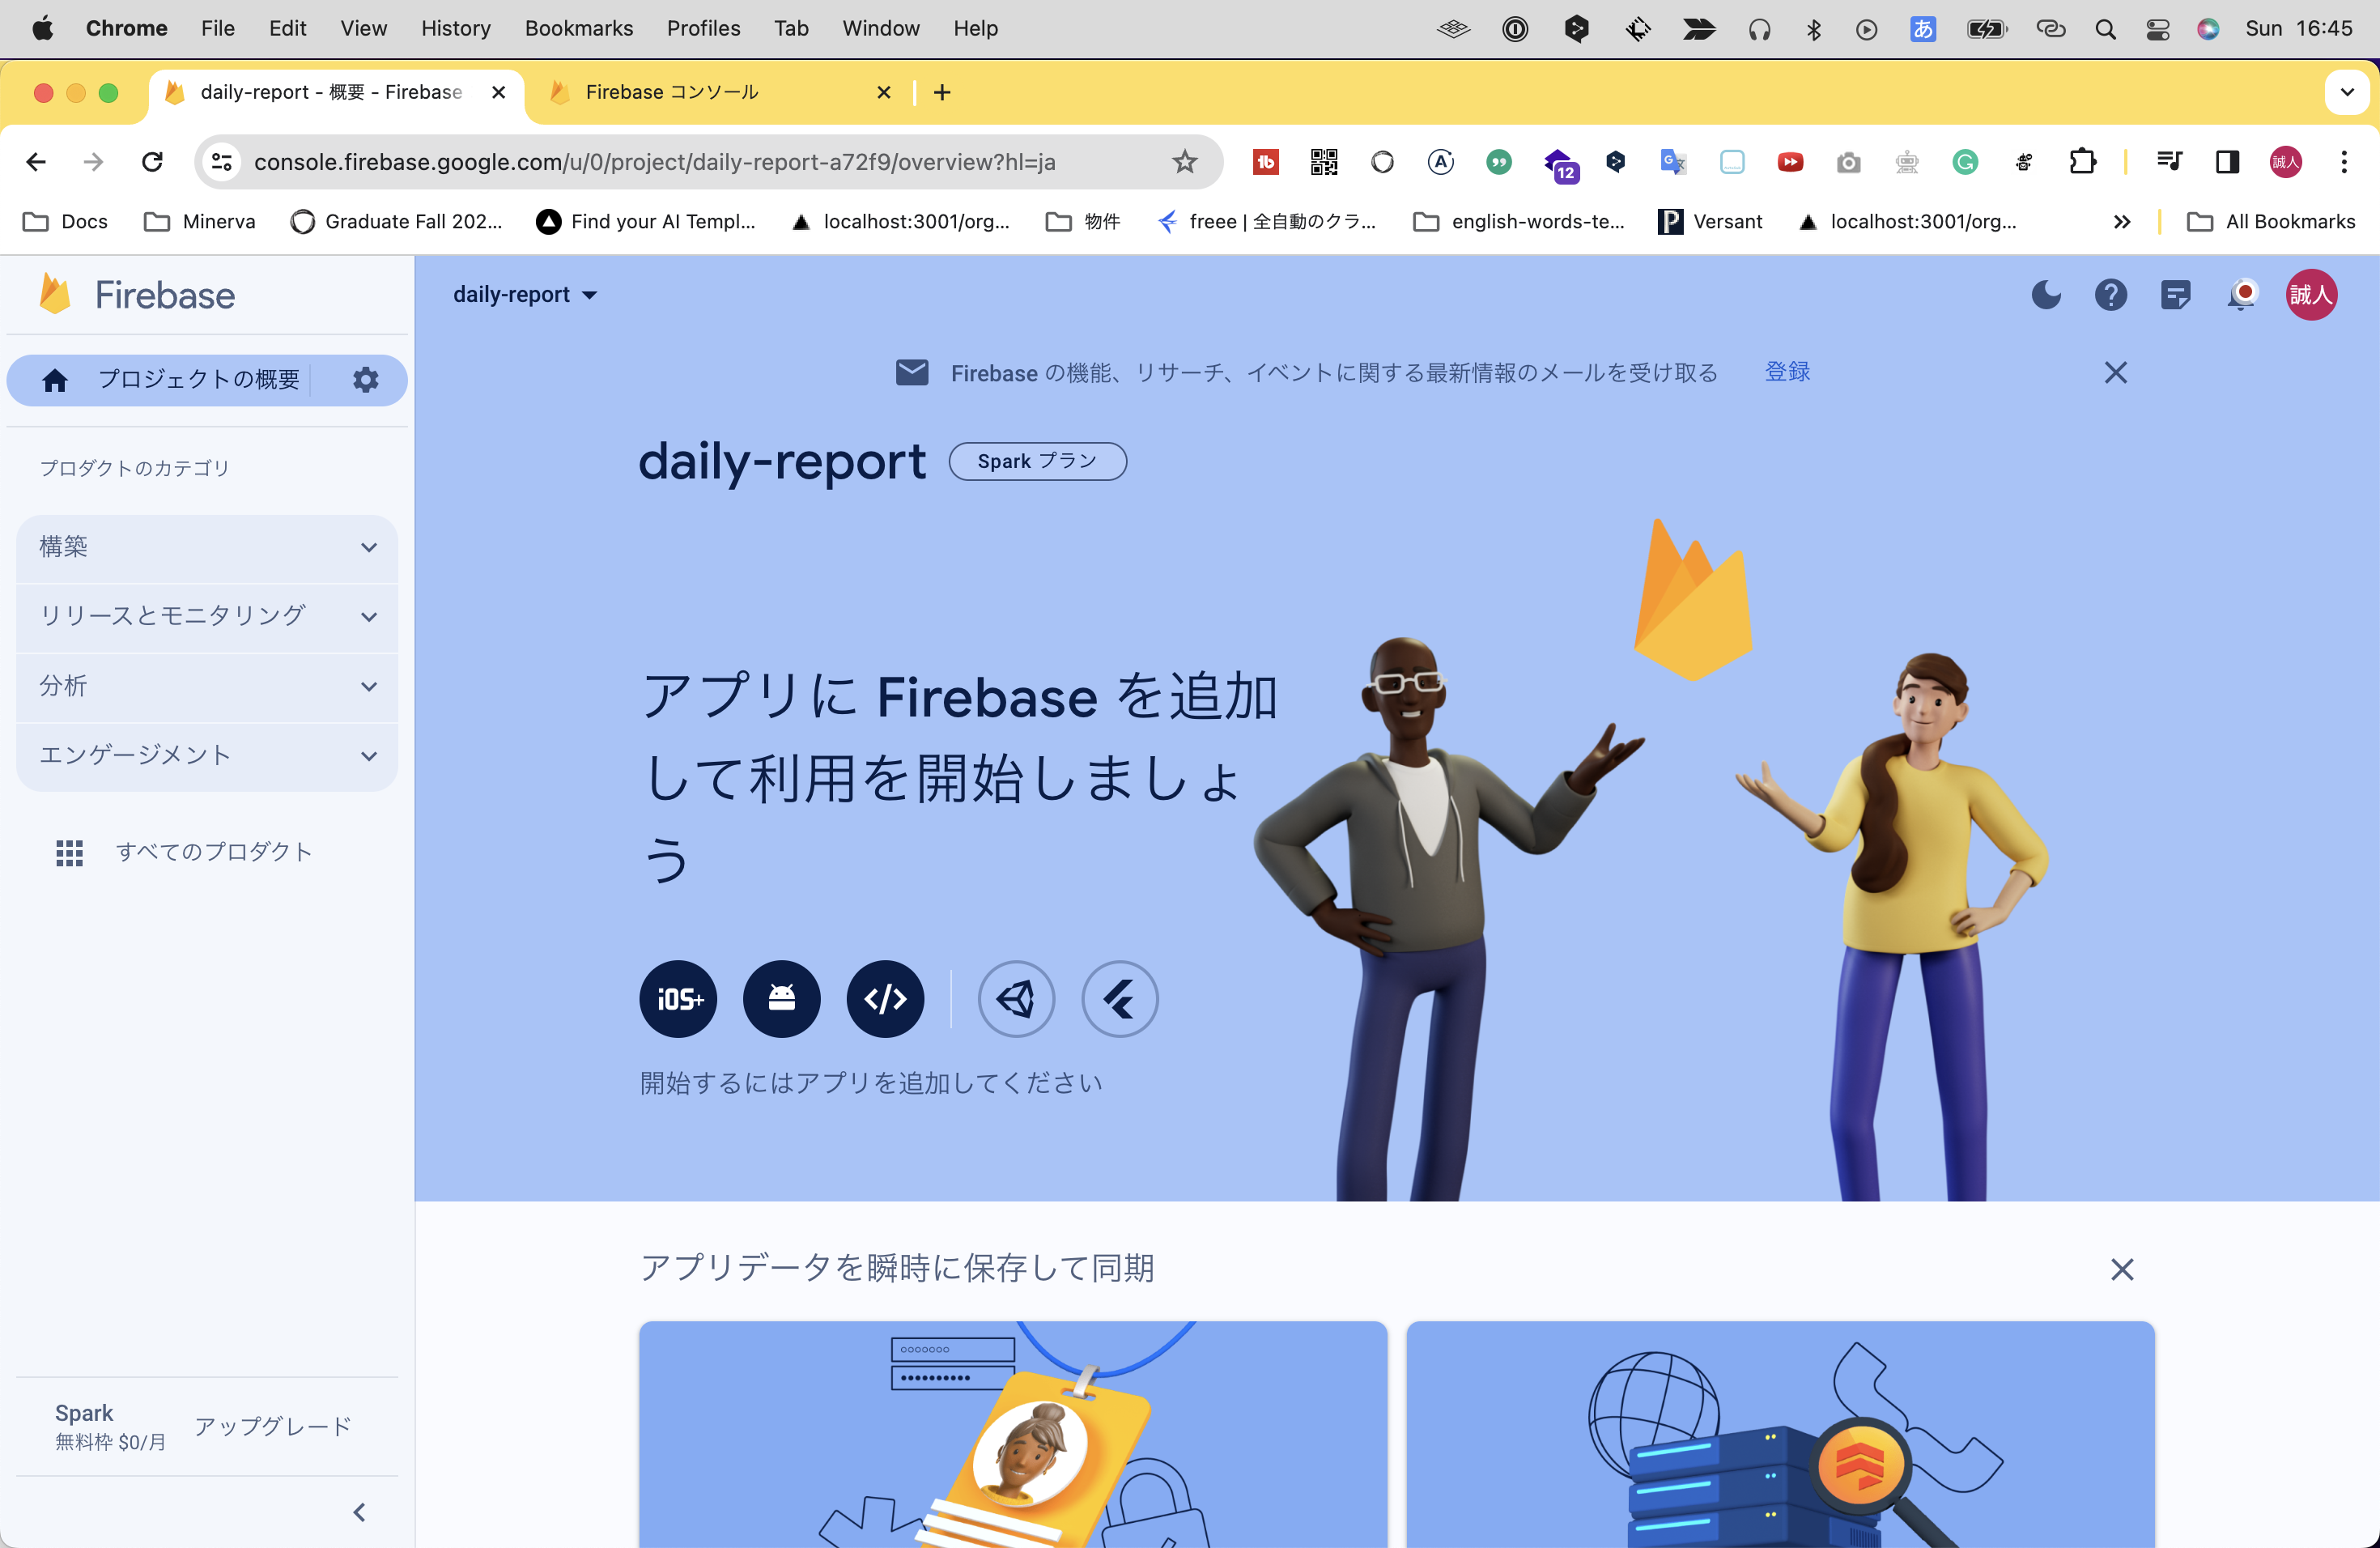 Chrome File Edit View History Bookmarks Profiles Tab Window Help
あ
Sun 16:45
daily-report - 概要 - Firebase
Firebase コンソール
console.firebase.google.com/u/0/project/daily-report-a72f9/overview?hl=ja
12
誠人
Docs
Minerva
Graduate Fall 202...
Find your AI Templ...
localhost:3001/org...
物件
freee | 全自動のクラ...
english-words-te...
Versant
localhost:3001/org...
All Bookmarks
Firebase
daily-report
誠人
プロジェクトの概要
Firebase の機能、リサーチ、イベントに関する最新情報のメールを受け取る
登録
プロダクトのカテゴリ
daily-report
Spark プラン
構築
リリースとモニタリング
分析
エンゲージメント
すべてのプロダクト
アプリに Firebase を追加
して利用を開始しましょ
う
iOS+
開始するにはアプリを追加してください
アプリデータを瞬時に保存して同期
Spark
無料枠 $0/月
アップグレード